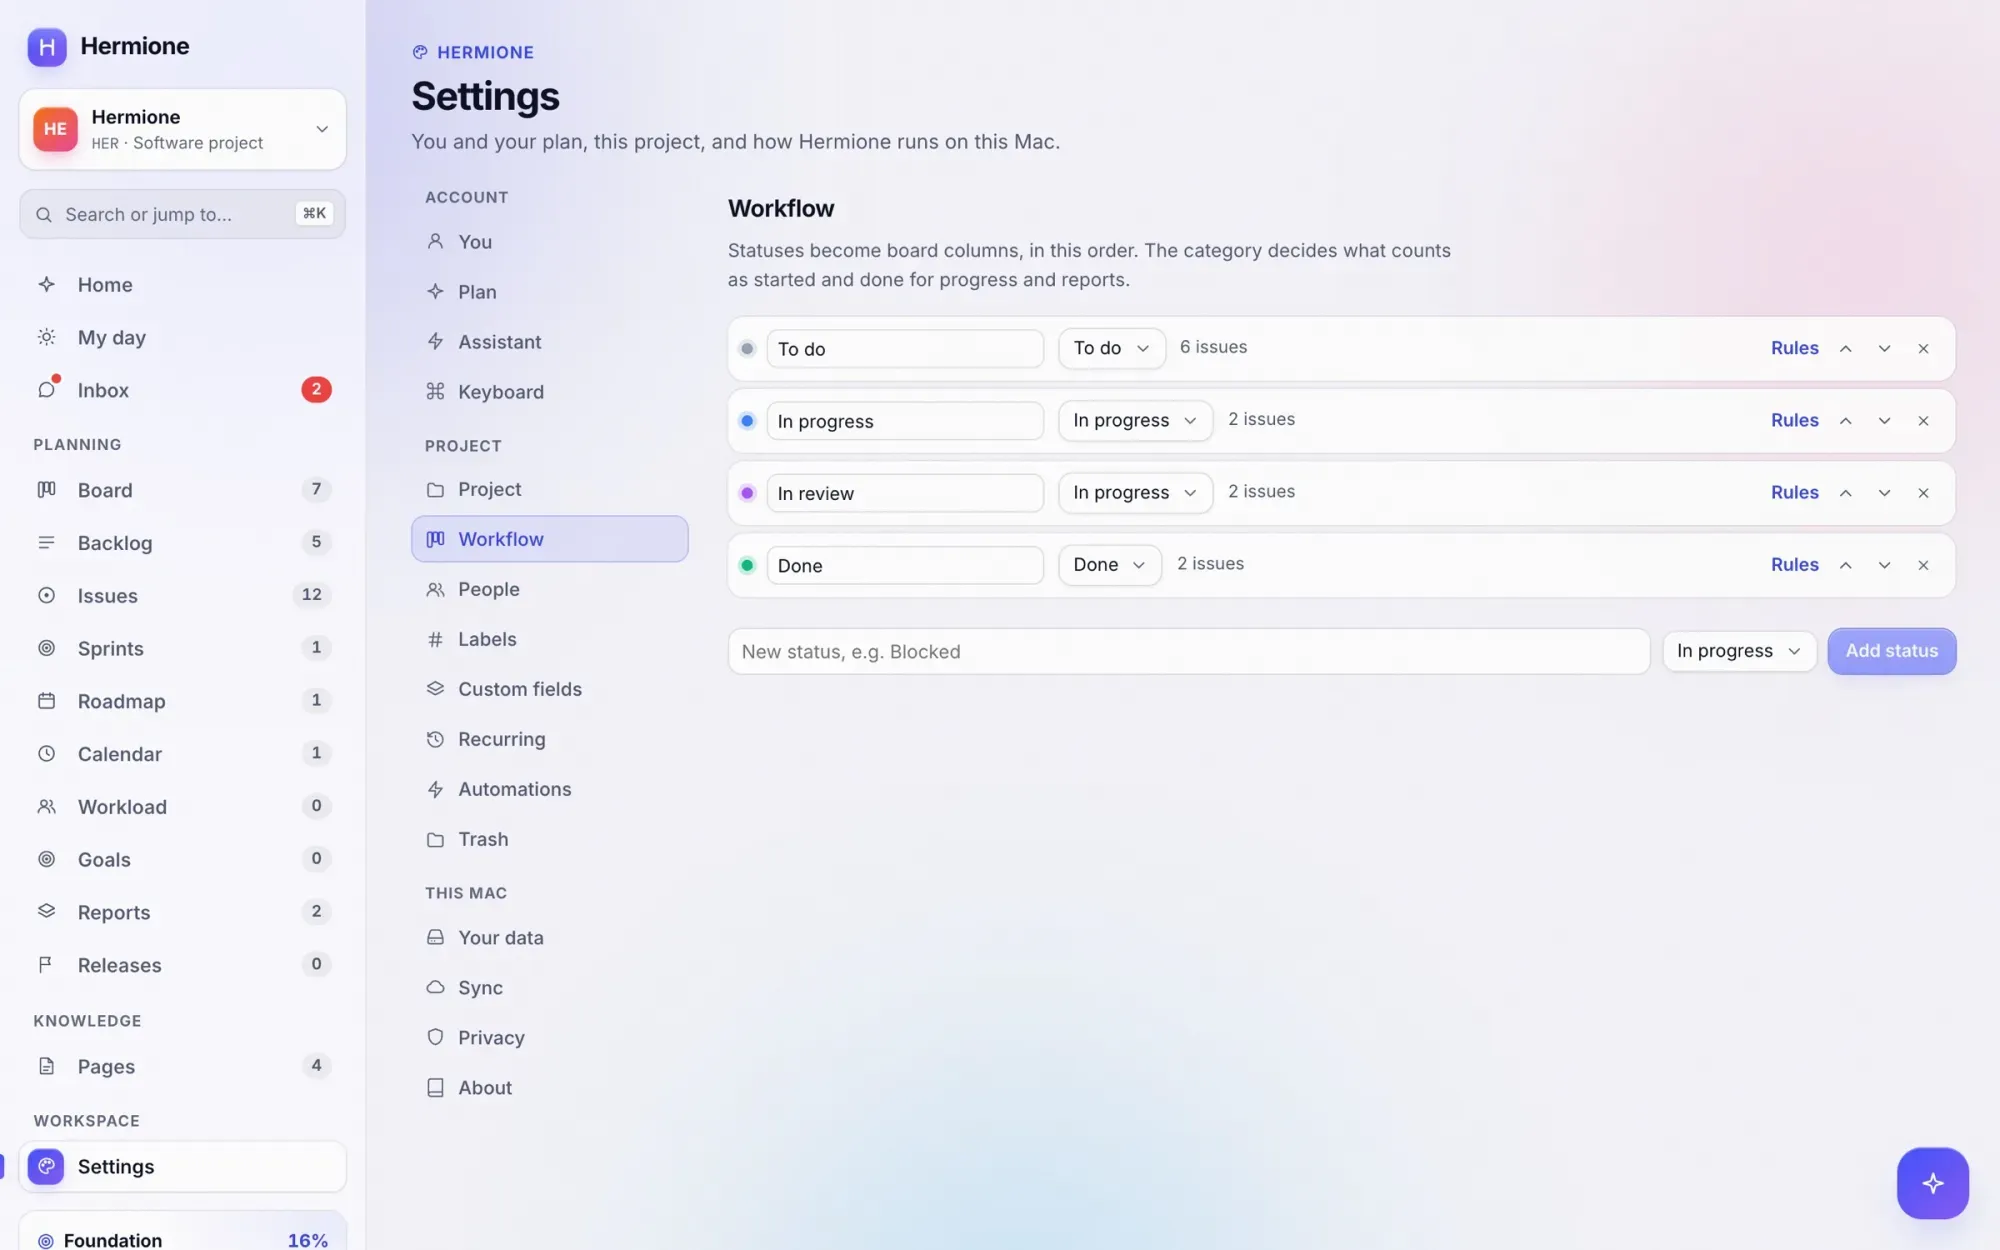 H Hermione
HE Hermione
HER · Software project
Search or jump to... ⌘K
Home
My day
Inbox 2
PLANNING
Board 7
Backlog 5
Issues 12
Sprints 1
Roadmap 1
Calendar 1
Workload 0
Goals 0
Reports 2
Releases 0
KNOWLEDGE
Pages 4
WORKSPACE
Settings
Foundation 16%
HERMIONE
Settings
You and your plan, this project, and how Hermione runs on this Mac.
ACCOUNT
You
Plan
Assistant
Keyboard
PROJECT
Project
Workflow
People
Labels
Custom fields
Recurring
Automations
Trash
THIS MAC
Your data
Sync
Privacy
About
Workflow
Statuses become board columns, in this order. The category decides what counts
as started and done for progress and reports.
To do To do 6 issues Rules
In progress In progress 2 issues Rules
In review In progress 2 issues Rules
Done Done 2 issues Rules
New status, e.g. Blocked In progress Add status